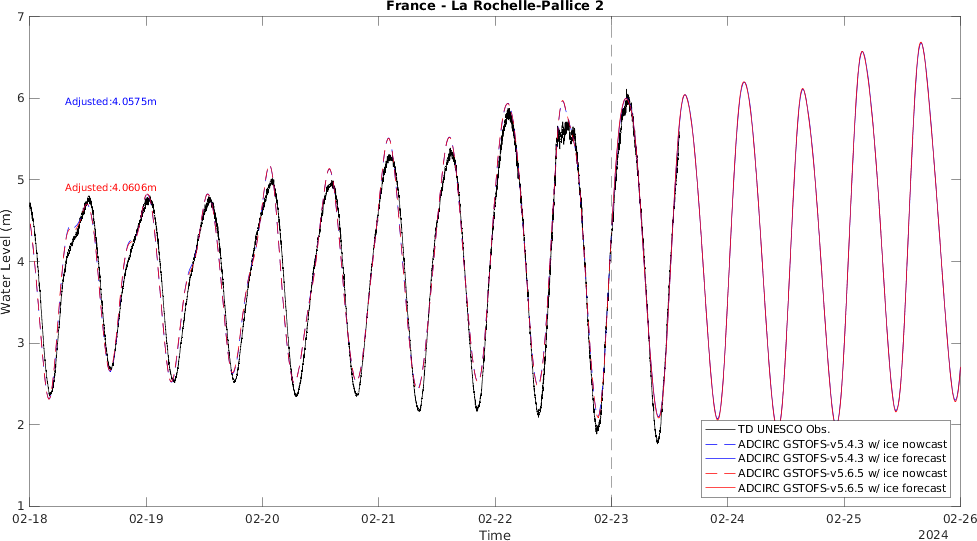 France - La Rochelle-Pallice 2
7
6
5
4
3
2
1
Water Level (m)
Adjusted:4.0575m
Adjusted:4.0606m
TD UNESCO Obs.
ADCIRC GSTOFS-v5.4.3 w/ ice nowcast
ADCIRC GSTOFS-v5.4.3 w/ ice forecast
ADCIRC GSTOFS-v5.6.5 w/ ice nowcast
ADCIRC GSTOFS-v5.6.5 w/ ice forecast
02-18 02-19 02-20 02-21 02-22 02-23 02-24 02-25 02-26
Time
2024